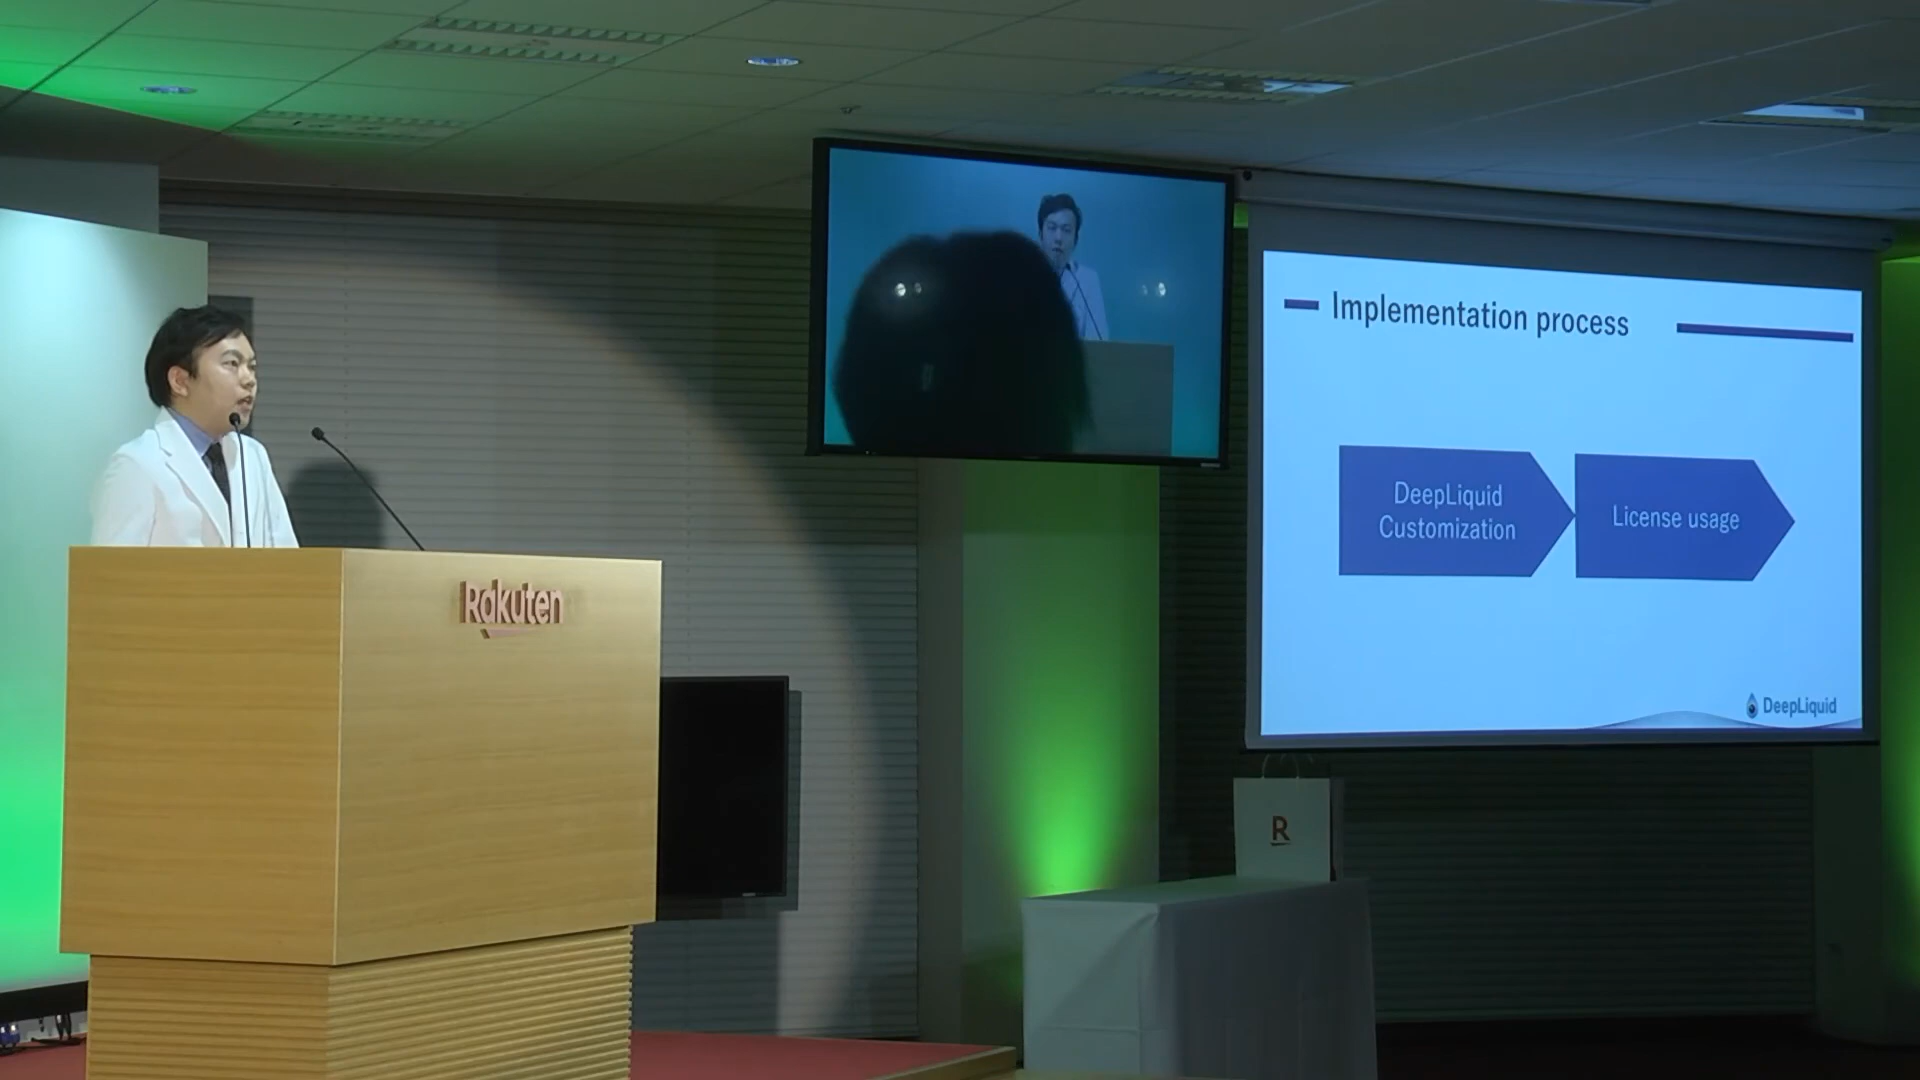 Rakuten
Implementation process
DeepLiquid
Customization
License usage
DeepLiquid
R